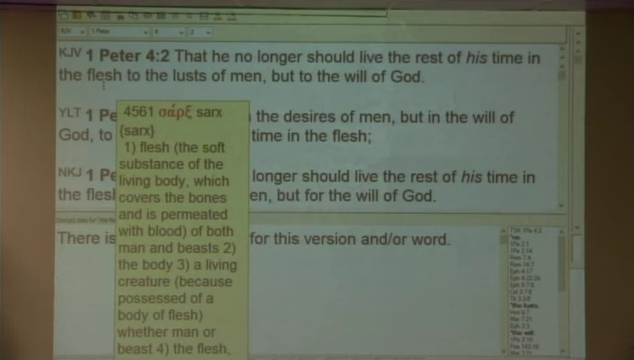 KJV 1 Peter 4 2
KJV 1 Peter 4:2 That he no longer should live the rest of his time in
the flesh to the lusts of men, but to the will of God.
YLT 1 Pe the desires of men, but in the will of
God, to time in the flesh;
NKJ 1 Pe longer should live the rest of his time in
the fles en, but for the will of God.
There is for this version and/or word.
4561 σάρξ sarx
{sarx}
1) flesh (the soft
substance of the
living body, which
covers the bones
and is permeated
with blood) of both
man and beasts 2)
the body 3) a living
creature (because
possessed of a
body of flesh)
whether man or
beast 4) the flesh,